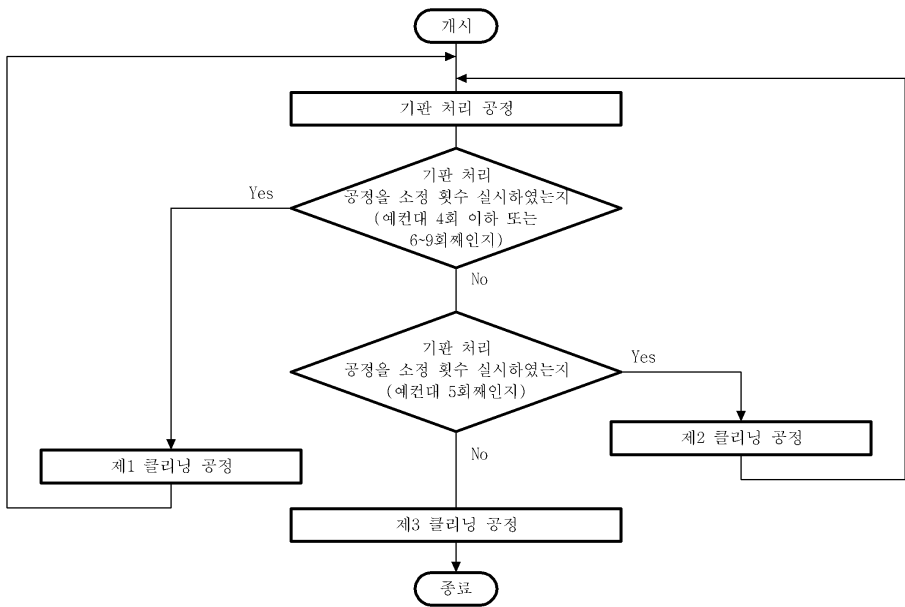 개시
기판 처리 공정
기판 처리
공정을 소정 횟수 실시하였는지
(예컨대 4회 이하 또는
6~9회째인지)
Yes
No
기판 처리
공정을 소정 횟수 실시하였는지
(예컨대 5회째인지)
Yes
제2 클리닝 공정
No
제1 클리닝 공정
제3 클리닝 공정
종료